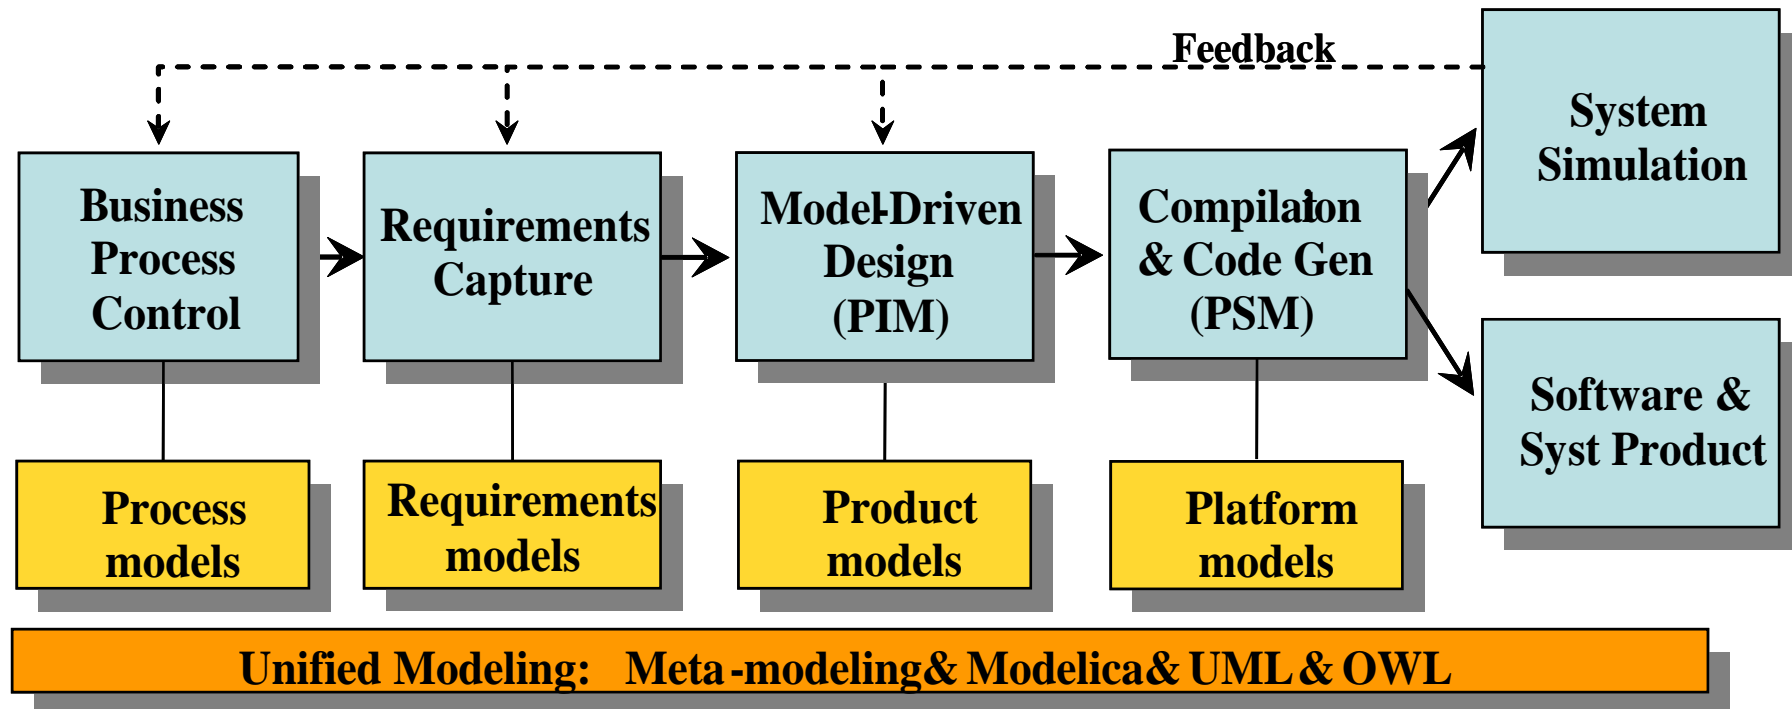 Feedback
System
Simulation
Business
Process
Control
Requirements
Capture
Model-Driven
Design
(PIM)
Compilation
& Code Gen
(PSM)
Software &
Syst Product
Process
models
Requirements
models
Product
models
Platform
models
Unified Modeling: Meta-modeling& Modelica& UML & OWL